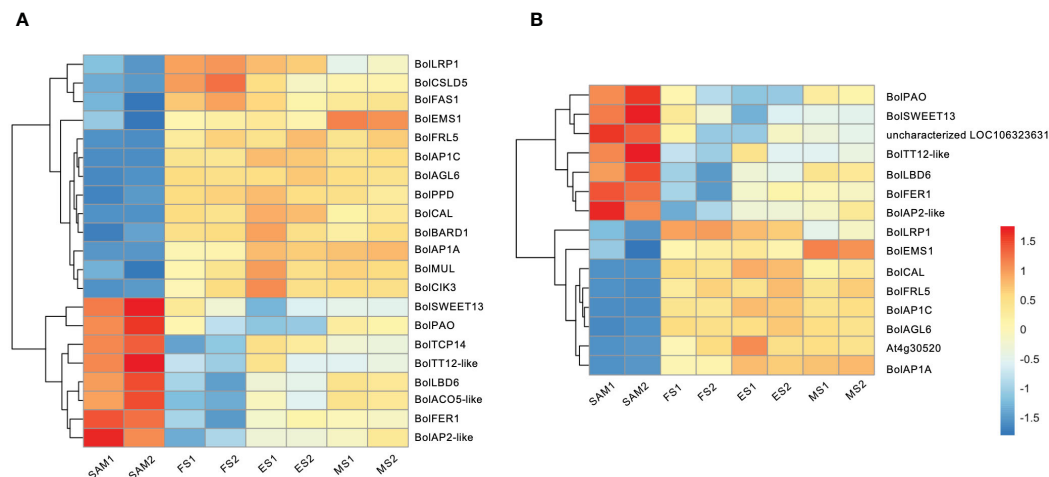 A
BolLRP1
BolCSLD5
BolFAS1
BolEMS1
BolFRL5
BolAP1C
BolAGL6
BolPPD
BolCAL
BolBARD1
BolAP1A
BolMUL
BolCIK3
BolSWEET13
BolPAO
BolTCP14
BolTT12-like
BolLBD6
BolACO5-like
BolFER1
BolAP2-like
SAM1 SAM2 FS1 FS2 ES1 ES2 MS1 MS2
B
BolPAO
BolSWEET13
uncharacterized LOC106323631
BolTT12-like
BolLBD6
BolFER1
BolAP2-like
BolLRP1
BolEMS1
BolCAL
BolFRL5
BolAP1C
BolAGL6
At4g30520
BolAP1A
SAM1 SAM2 FS1 FS2 ES1 ES2 MS1 MS2
1.5
1
0.5
0
-0.5
-1
-1.5